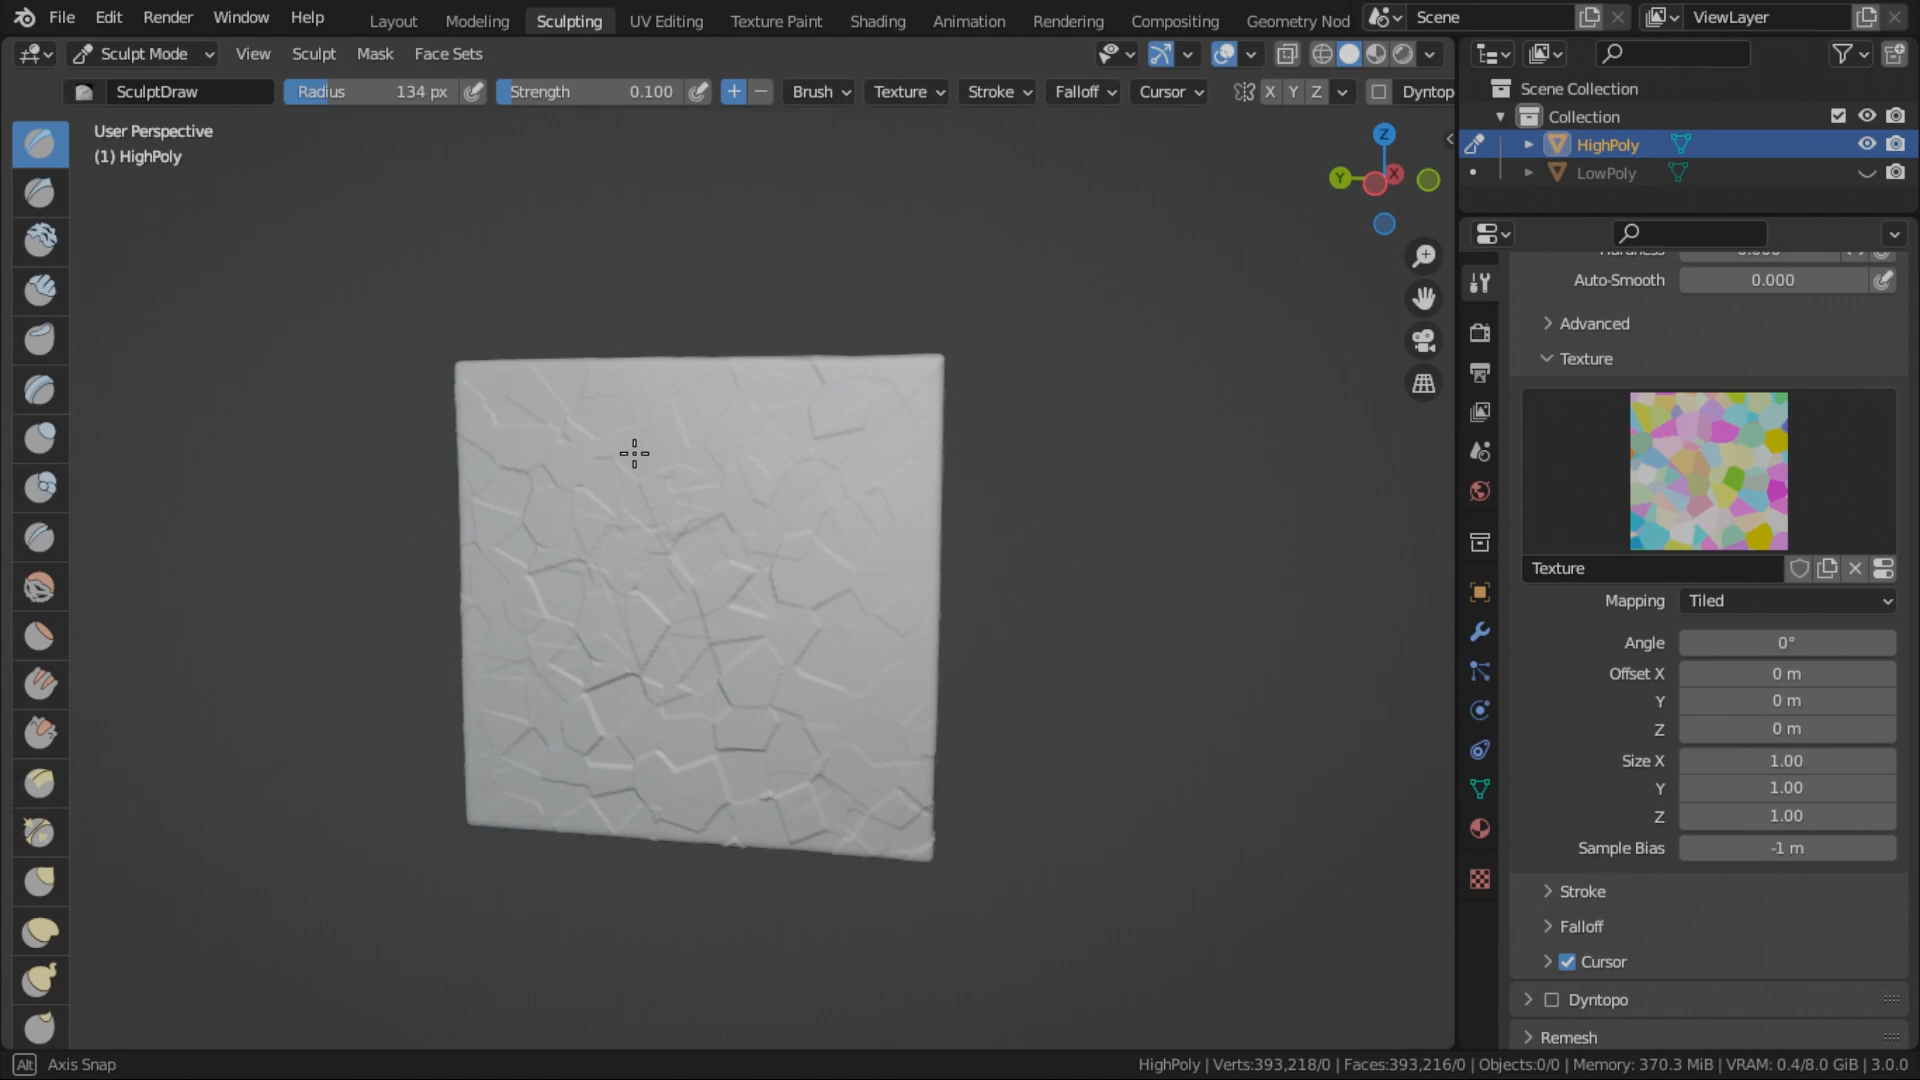 File Edit Render Window Help Layout Modeling Sculpting UV Editing Texture Paint Shading Animation Rendering Compositing Geometry Nod Scene ViewLayer
Sculpt Mode View Sculpt Mask Face Sets
SculptDraw Radius 134 px Strength 0.100 Brush Texture Stroke Falloff Cursor X Y Z Dyntop
User Perspective
(1) HighPoly
Z
Y X
Scene Collection
Collection
HighPoly
LowPoly
Auto-Smooth 0.000
Advanced
Texture
Texture
Mapping Tiled
Angle 0°
Offset X 0 m
Y 0 m
Z 0 m
Size X 1.00
Y 1.00
Z 1.00
Sample Bias -1 m
Stroke
Falloff
Cursor
Dyntopo
Remesh
Alt Axis Snap HighPoly | Verts:393,218/0 | Faces:393,216/0 | Objects:0/0 | Memory: 370.3 MiB | VRAM: 0.4/8.0 GiB | 3.0.0